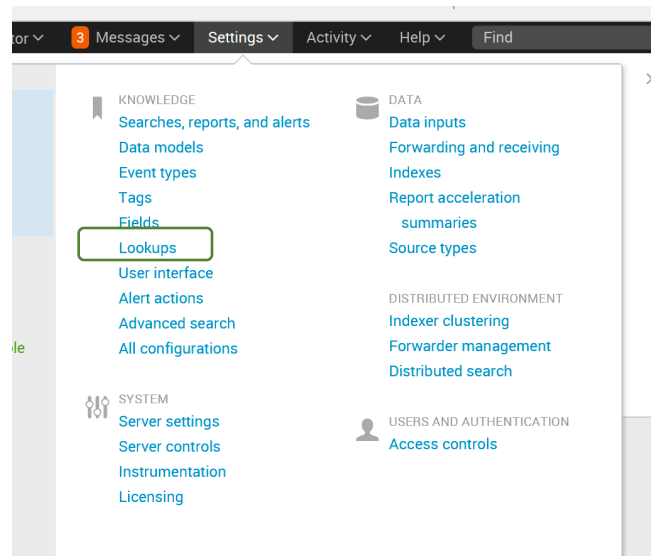 tor
3 Messages Settings Activity Help Find
KNOWLEDGE
Searches, reports, and alerts
Data models
Event types
Tags
Fields
Lookups
User interface
Alert actions
Advanced search
All configurations
SYSTEM
Server settings
Server controls
Instrumentation
Licensing
DATA
Data inputs
Forwarding and receiving
Indexes
Report acceleration
summaries
Source types
DISTRIBUTED ENVIRONMENT
Indexer clustering
Forwarder management
Distributed search
USERS AND AUTHENTICATION
Access controls
ole